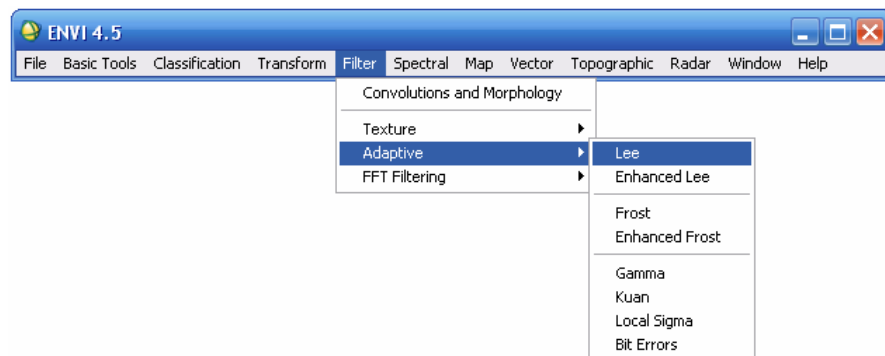 ENVI 4.5
File Basic Tools Classification Transform Filter Spectral Map Vector Topographic Radar Window Help
Convolutions and Morphology
Texture
Adaptive
FFT Filtering
Lee
Enhanced Lee
Frost
Enhanced Frost
Gamma
Kuan
Local Sigma
Bit Errors